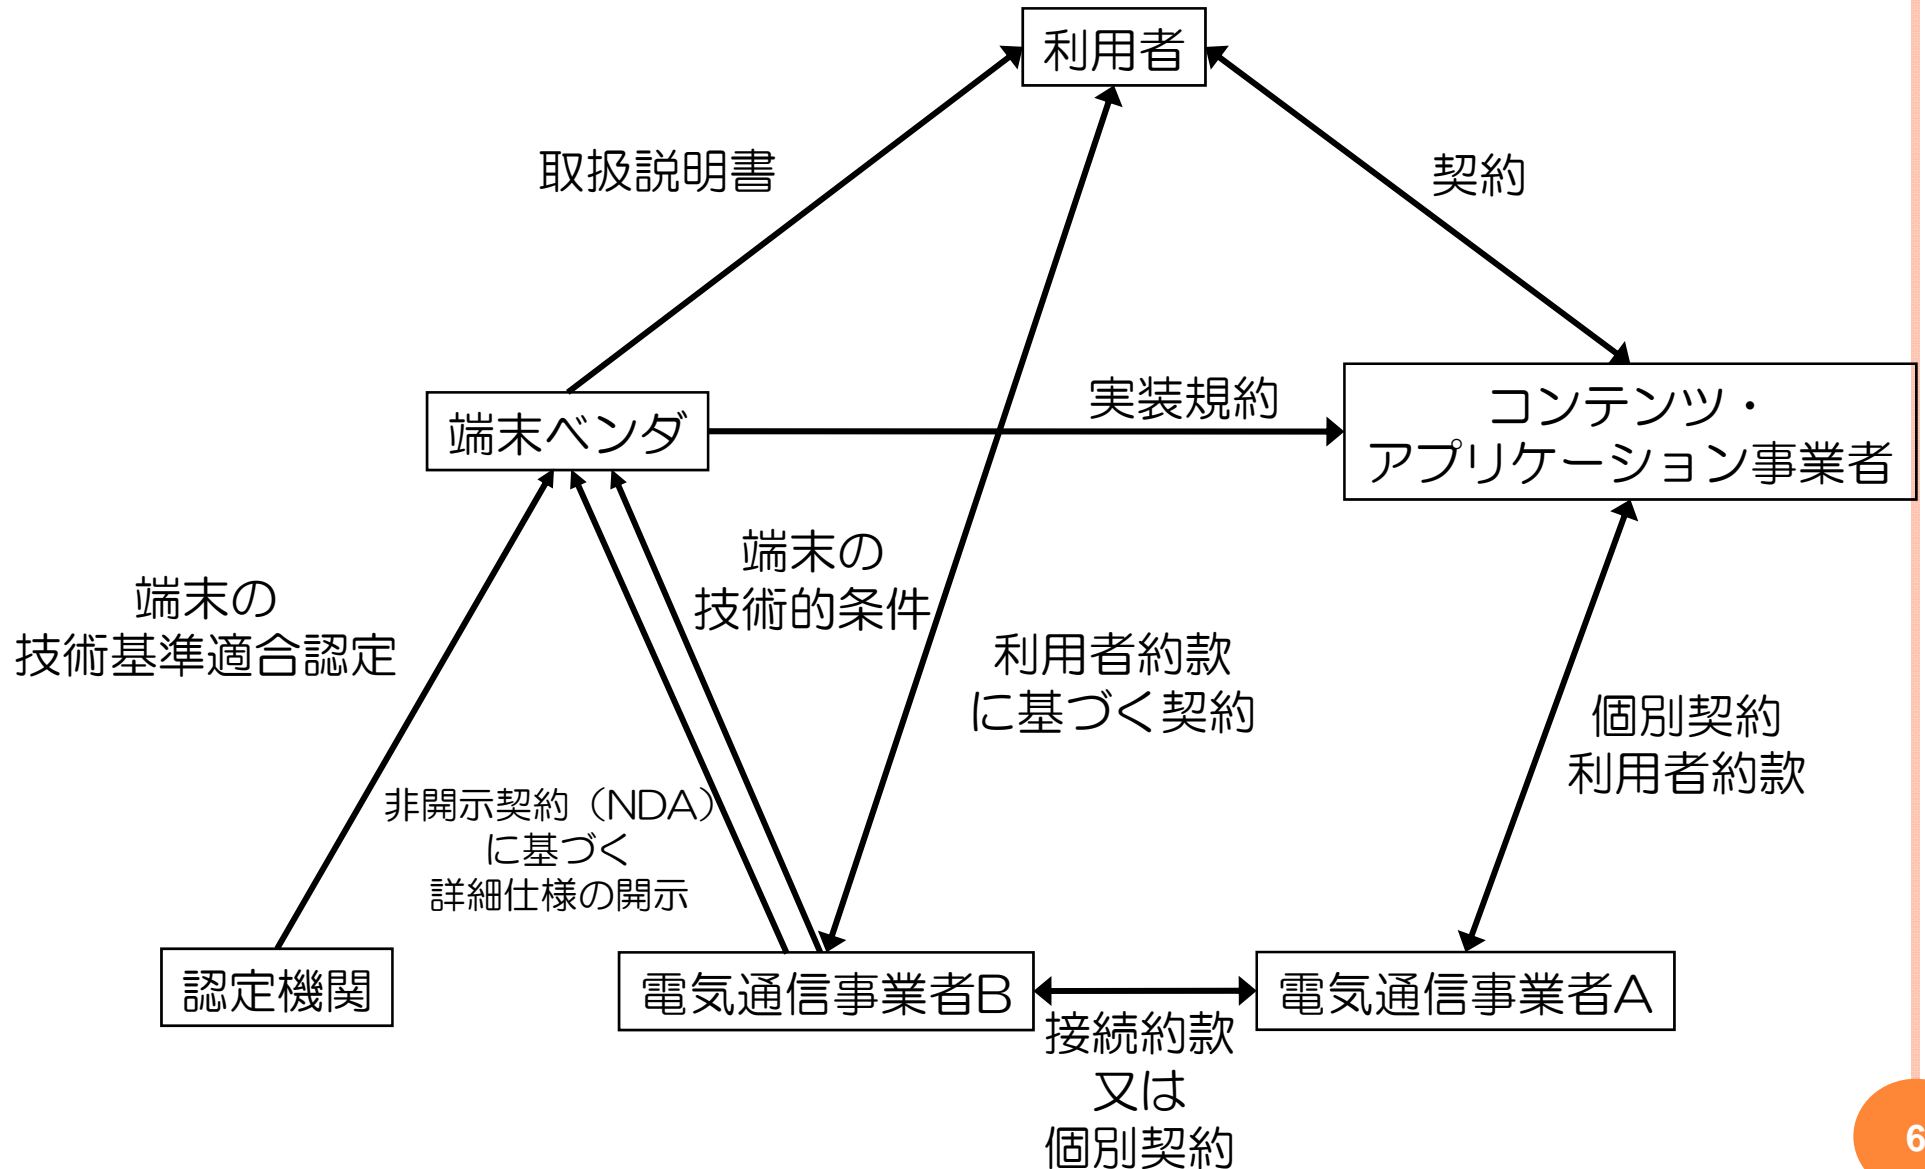 利用者
取扱説明書
契約
端末ベンダ
実装規約
コンテンツ・
アプリケーション事業者
端末の
技術的条件
端末の
技術基準適合認定
利用者約款
に基づく契約
個別契約
利用者約款
非開示契約（NDA）
に基づく
詳細仕様の開示
認定機関
電気通信事業者B
電気通信事業者A
接続約款
又は
個別契約
6